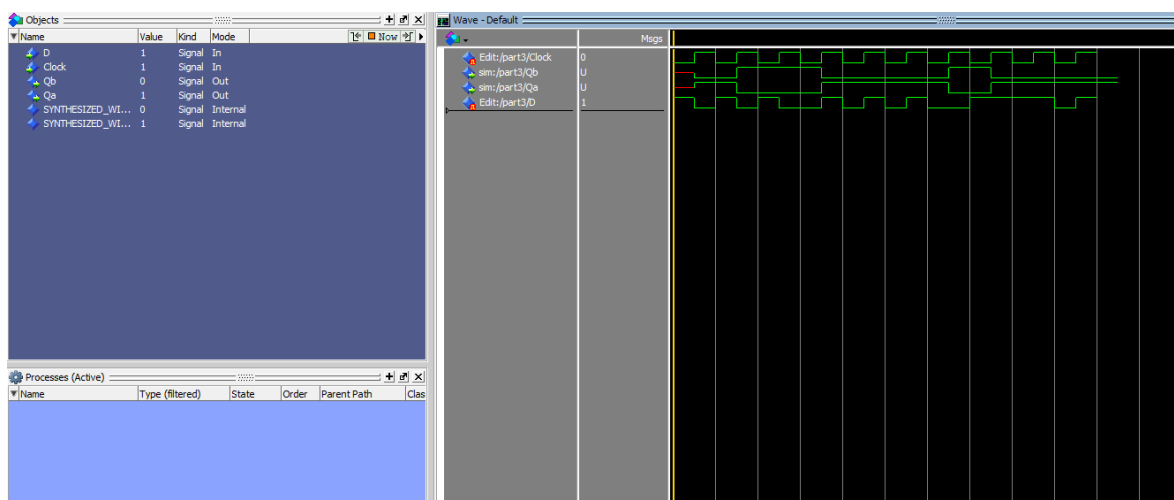 Objects
Name Value Kind Mode Now
D 1 Signal In
Clock 1 Signal In
Qb 0 Signal Out
Qa 1 Signal Out
SYNTHESIZED_WI... 0 Signal Internal
SYNTHESIZED_WI... 1 Signal Internal
Processes (Active)
Name Type (filtered) State Order Parent Path Clas
Wave - Default
Msgs
Edit:/part3/Clock 0
sim:/part3/Qb U
sim:/part3/Qa U
Edit:/part3/D 1